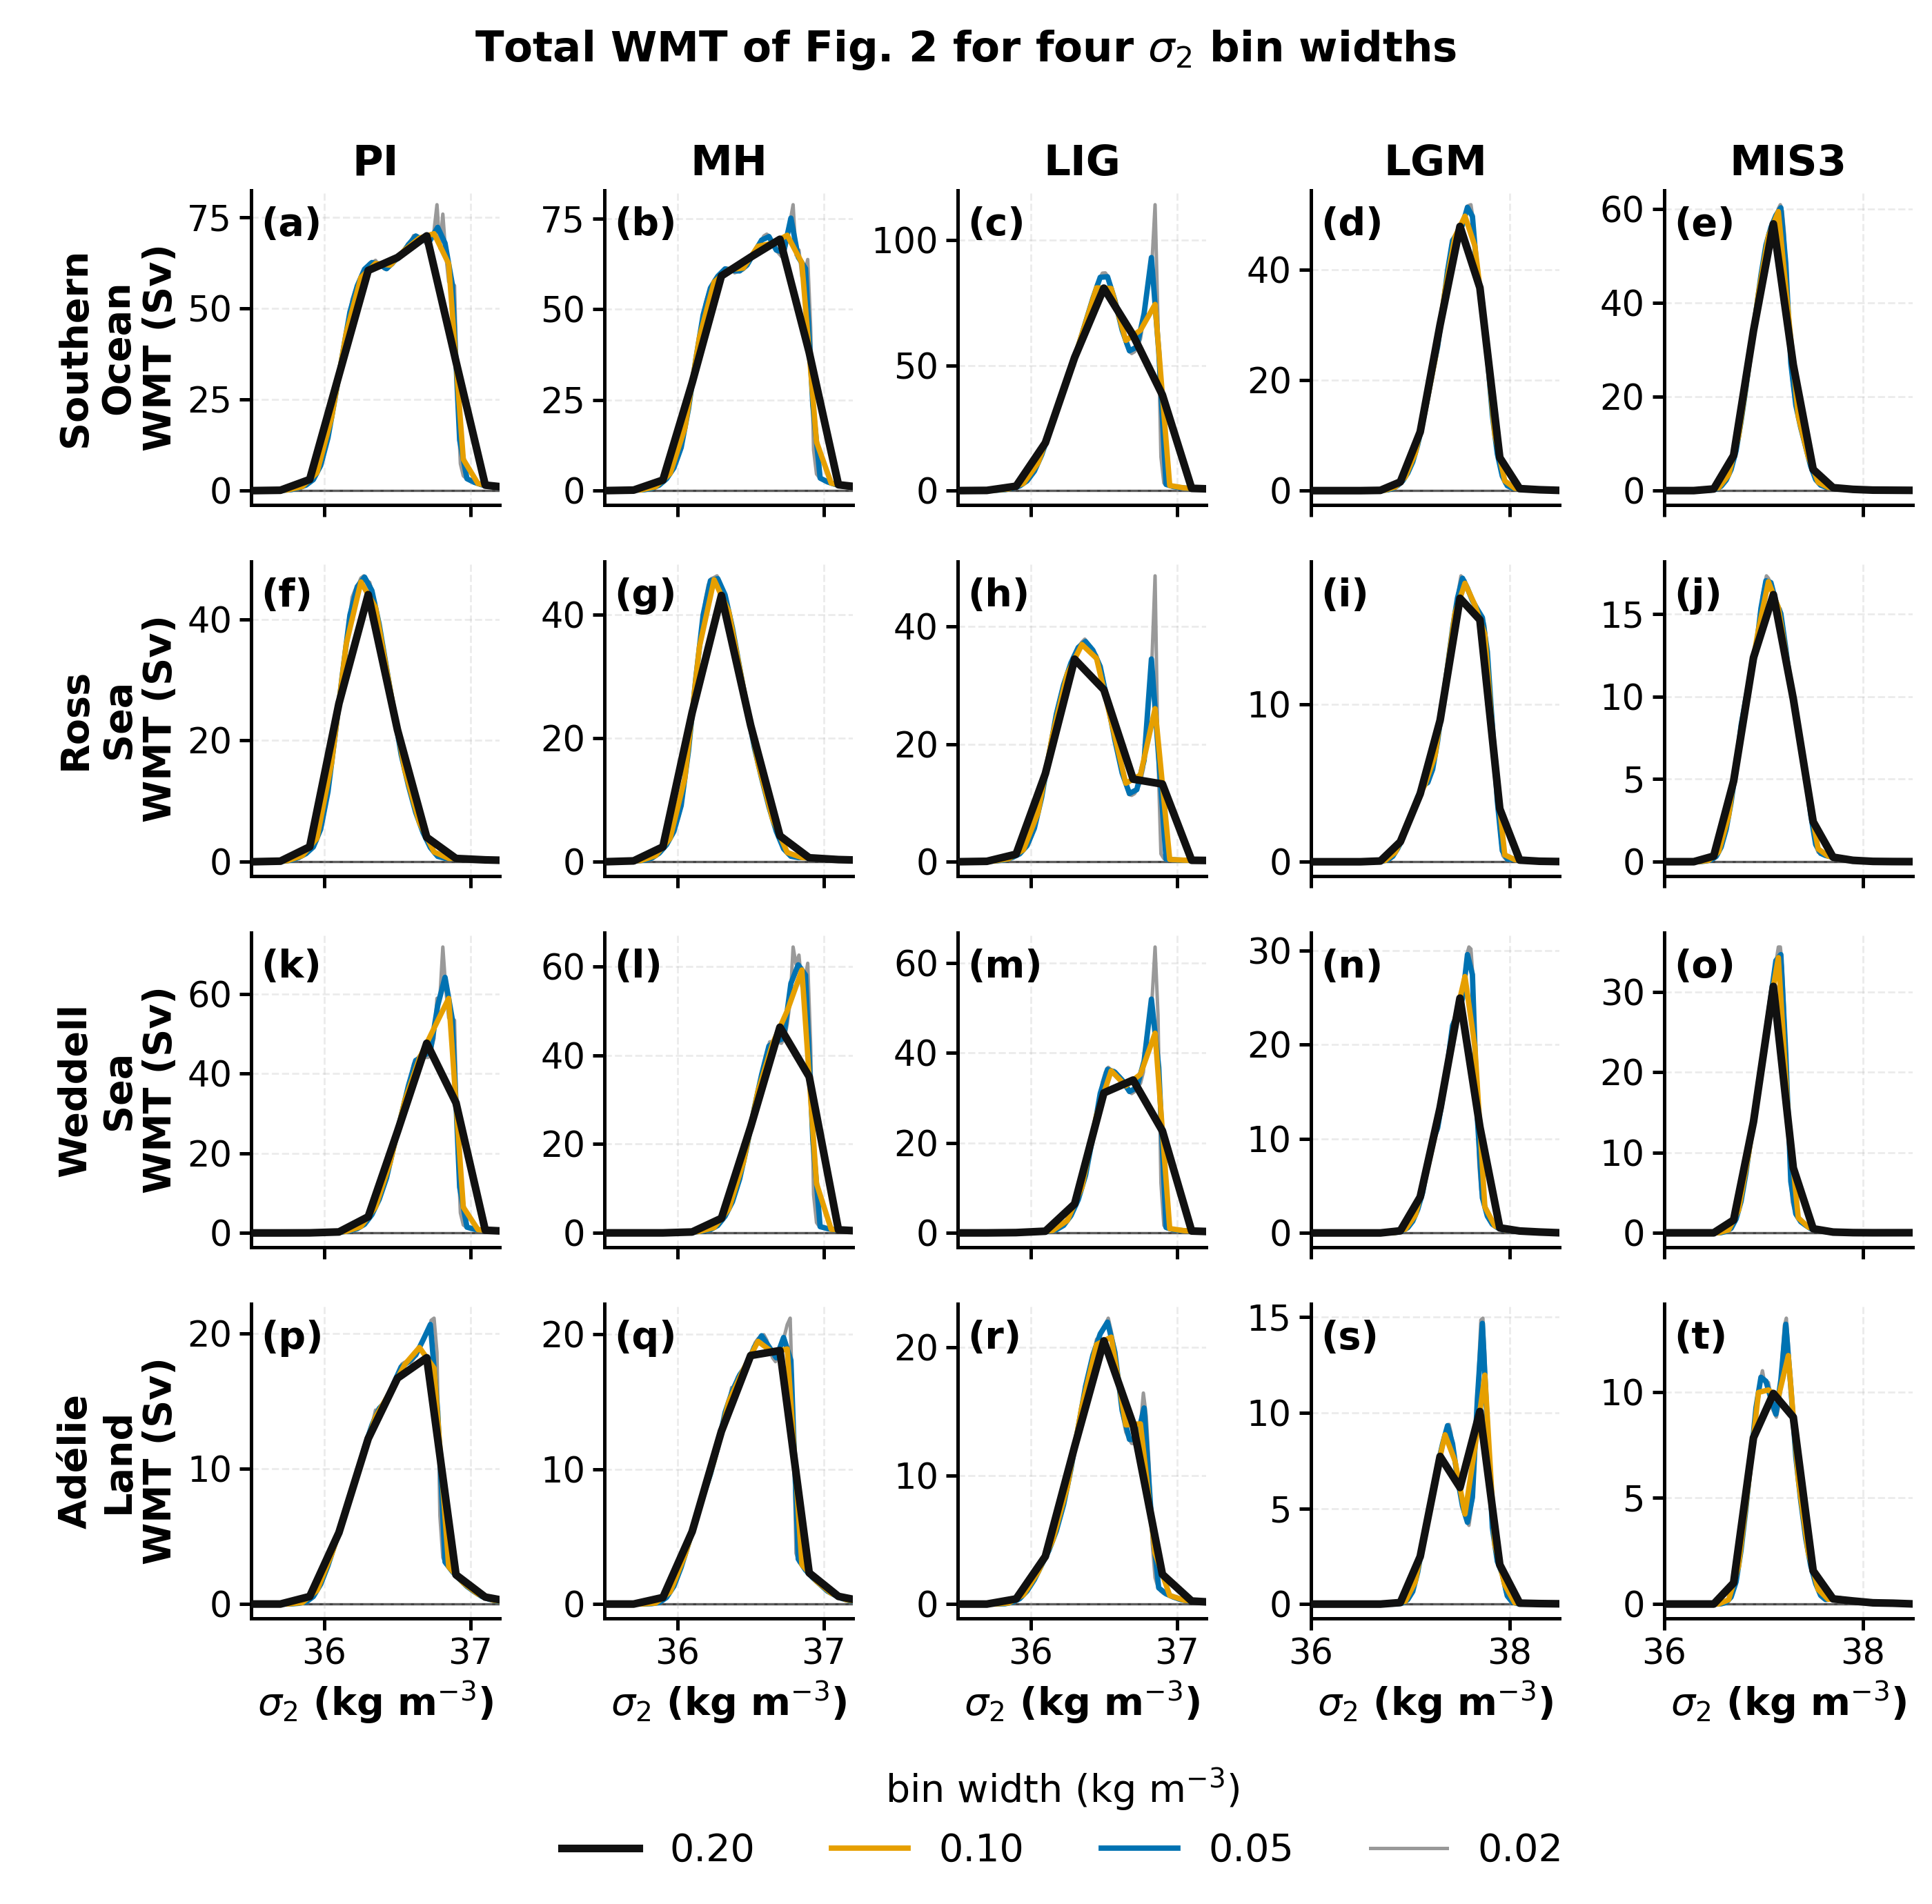 Total WMT of Fig. 2 for four σ₂ bin widths
PI MH LIG LGM MIS3
Southern
Ocean
WMT (Sv)
(a) (b) (c) (d) (e)
75 50 25 0
75 50 25 0
100 50 0
40 20 0
60 40 20 0
Ross
Sea
WMT (Sv)
(f) (g) (h) (i) (j)
40 20 0
40 20 0
40 20 0
10 0
15 10 5 0
Weddell
Sea
WMT (Sv)
(k) (l) (m) (n) (o)
60 40 20 0
60 40 20 0
60 40 20 0
30 20 10 0
30 20 10 0
Adélie
Land
WMT (Sv)
(p) (q) (r) (s) (t)
20 10 0
20 10 0
20 10 0
15 10 5 0
10 5 0
36 37 36 37 36 37 36 38 36 38
σ₂ (kg m⁻³) σ₂ (kg m⁻³) σ₂ (kg m⁻³) σ₂ (kg m⁻³) σ₂ (kg m⁻³)
bin width (kg m⁻³)
0.20 0.10 0.05 0.02